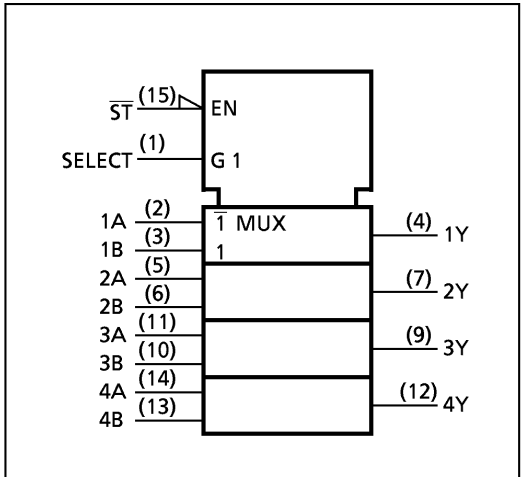 S̅T̅ (15) EN
SELECT (1) G 1
1A (2) 1̅ MUX (4) 1Y
1B (3) 1
2A (5) (7) 2Y
2B (6)
3A (11) (9) 3Y
3B (10)
4A (14) (12) 4Y
4B (13)